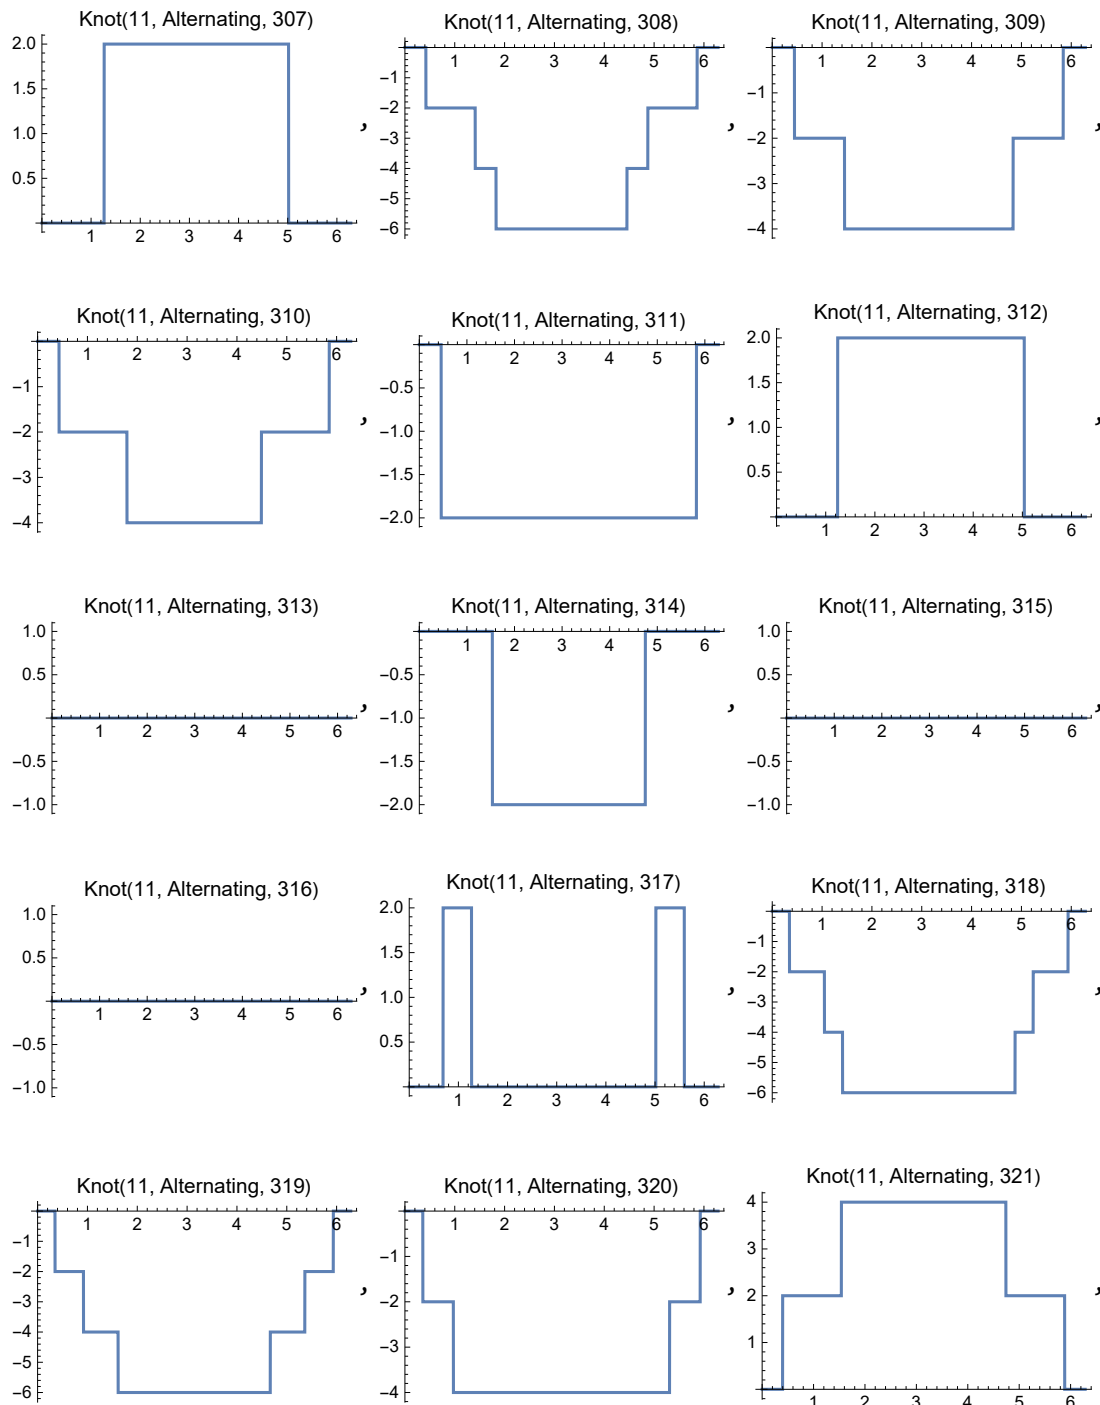 Knot(11, Alternating, 307)
2.0
1.5
1.0
0.5
1 2 3 4 5 6
,
Knot(11, Alternating, 308)
1 2 3 4 5 6
−1
−2
−3
−4
−5
−6
,
Knot(11, Alternating, 309)
1 2 3 4 5 6
−1
−2
−3
−4
,
Knot(11, Alternating, 310)
1 2 3 4 5 6
−1
−2
−3
−4
,
Knot(11, Alternating, 311)
1 2 3 4 5 6
−0.5
−1.0
−1.5
−2.0
,
Knot(11, Alternating, 312)
2.0
1.5
1.0
0.5
1 2 3 4 5 6
,
Knot(11, Alternating, 313)
1.0
0.5
1 2 3 4 5 6
−0.5
−1.0
,
Knot(11, Alternating, 314)
1 2 3 4 5 6
−0.5
−1.0
−1.5
−2.0
,
Knot(11, Alternating, 315)
1.0
0.5
1 2 3 4 5 6
−0.5
−1.0
,
Knot(11, Alternating, 316)
1.0
0.5
1 2 3 4 5 6
−0.5
−1.0
,
Knot(11, Alternating, 317)
2.0
1.5
1.0
0.5
1 2 3 4 5 6
,
Knot(11, Alternating, 318)
1 2 3 4 5 6
−1
−2
−3
−4
−5
−6
,
Knot(11, Alternating, 319)
1 2 3 4 5 6
−1
−2
−3
−4
−5
−6
,
Knot(11, Alternating, 320)
1 2 3 4 5 6
−1
−2
−3
−4
,
Knot(11, Alternating, 321)
4
3
2
1
1 2 3 4 5 6
,